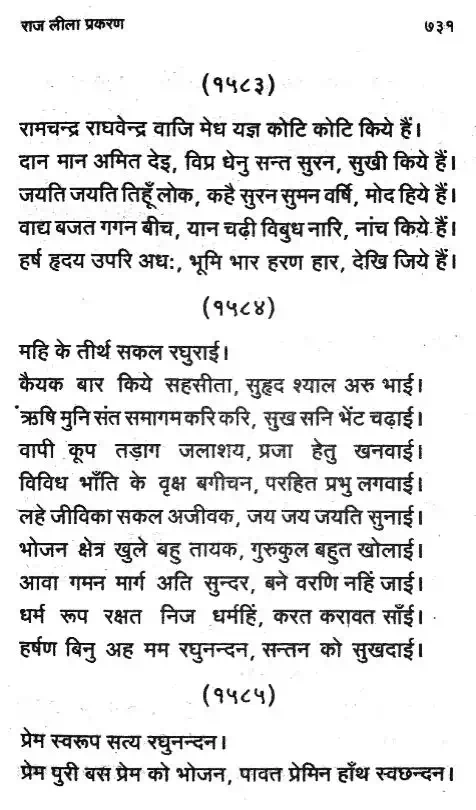 राज लीला प्रकरण ७३१
(१५८३)
रामचन्द्र राघवेन्द्र वाजि मेध यज्ञ कोटि कोटि किये हैं।
दान मान अमित देइ, विप्र धेनु सन्त सुरन, सुखी किये हैं।
जयति जयति तिहूँ लोक, कहै सुरन सुमन वर्षि, मोद हिये हैं।
वाद्य बजत गगन बीच, यान चढ़ी विबुध नारि, नांच किये हैं।
हर्ष हृदय उपरि अधः, भूमि भार हरण हार, देखि जिये हैं।
(१५८४)
महि के तीर्थ सकल रघुराई।
कैयक बार किये सहसीता, सुहृद श्याल अरु भाई।
ऋषि मुनि संत समागम करि करि, सुख सनि भेंट चढ़ाई।
वापी कूप तड़ाग जलाशय, प्रजा हेतु खनवाई।
विविध भाँति के वृक्ष बगीचन, परहित प्रभु लगवाई।
लहे जीविका सकल अजीवक, जय जय जयति सुनाई।
भोजन क्षेत्र खुले बहु तायक, गुरुकुल बहुत खोलाई।
आवा गमन मार्ग अति सुन्दर, बने वरणि नहिं जाई।
धर्म रूप रक्षत निज धर्महिं, करत करावत साँई।
हर्षण बिनु अह मम रघुनन्दन, सन्तन को सुखदाई।
(१५८५)
प्रेम स्वरूप सत्य रघुनन्दन।
प्रेम पुरी बस प्रेम को भोजन, पावत प्रेमिन हाँथ स्वछन्दन।